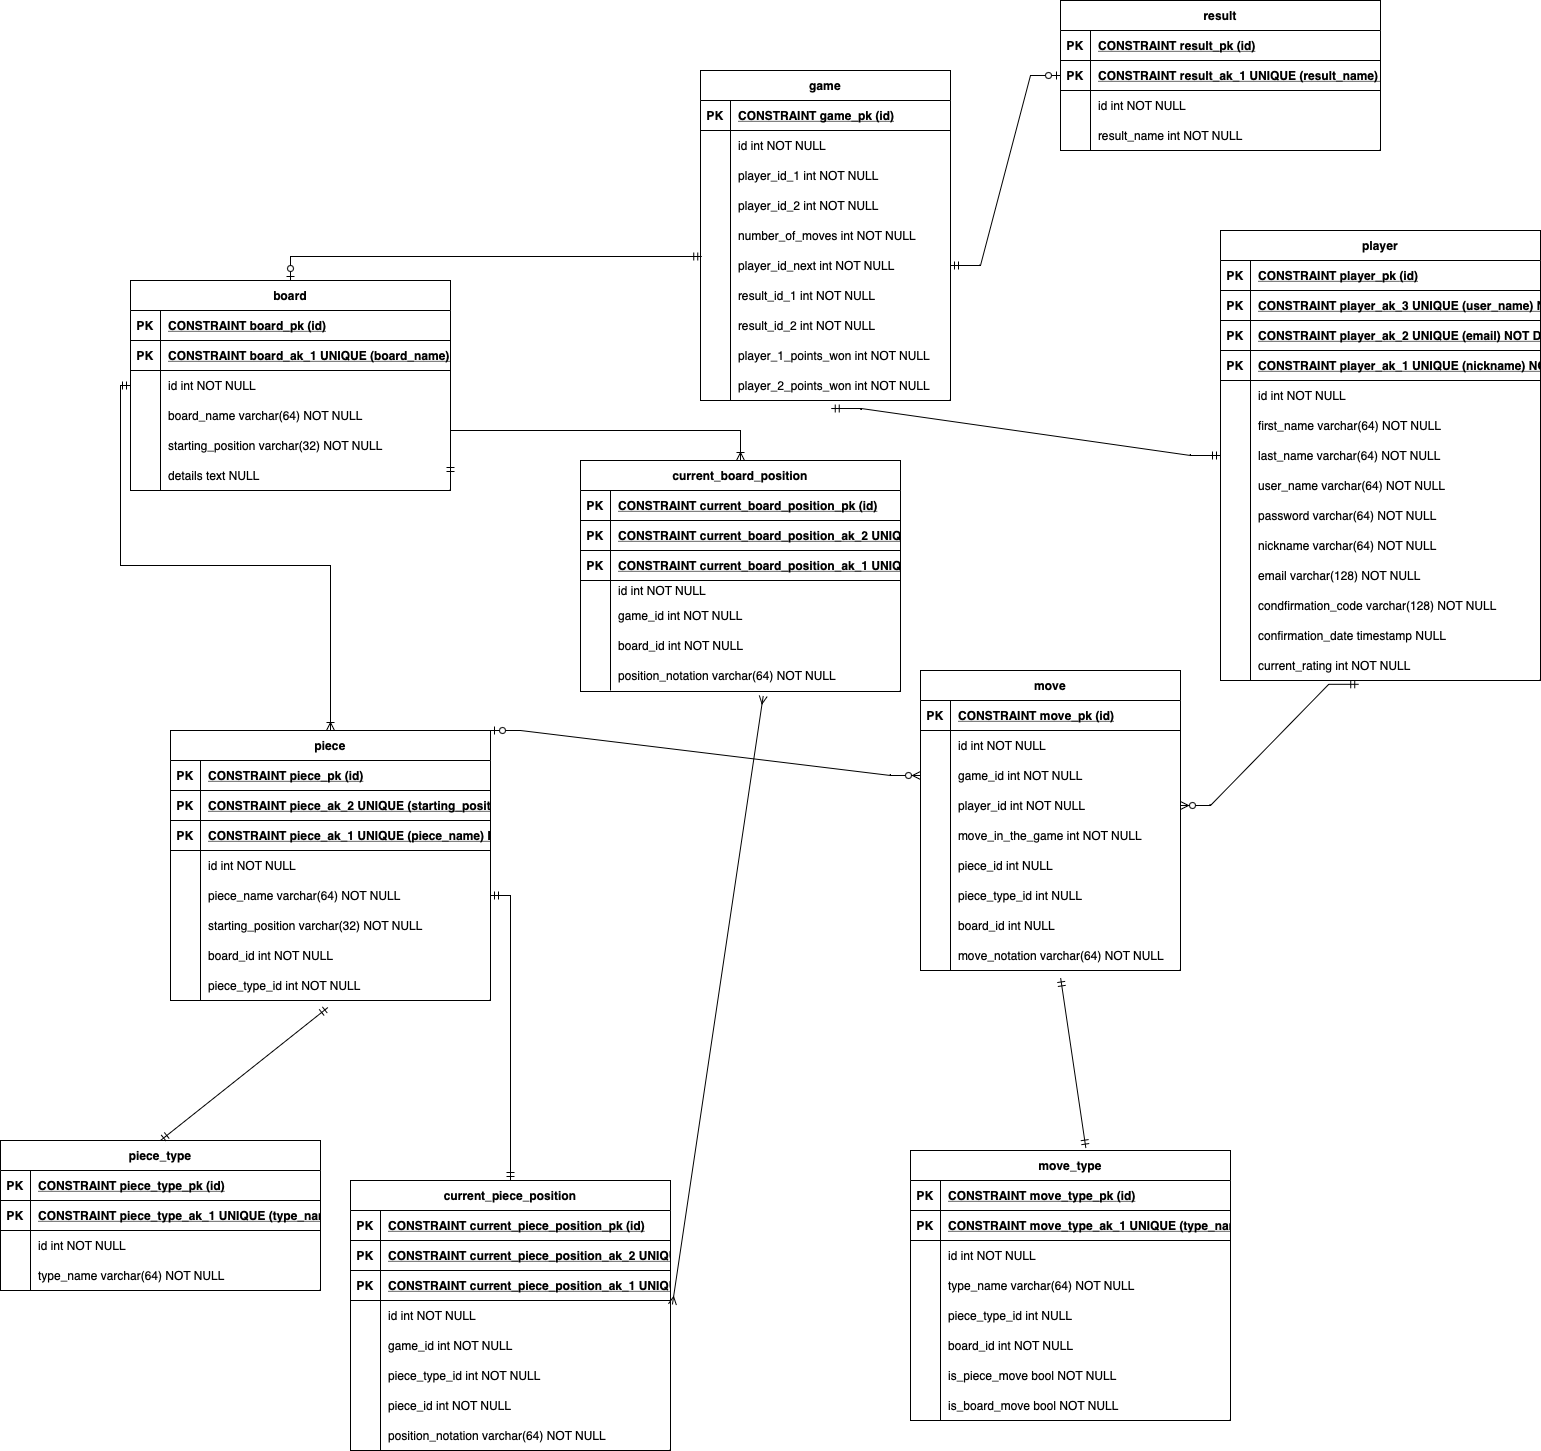 result
PK CONSTRAINT result_pk (id)
PK CONSTRAINT result_ak_1 UNIQUE (result_name)
id int NOT NULL
result_name int NOT NULL
game
PK CONSTRAINT game_pk (id)
id int NOT NULL
player_id_1 int NOT NULL
player_id_2 int NOT NULL
number_of_moves int NOT NULL
player_id_next int NOT NULL
result_id_1 int NOT NULL
result_id_2 int NOT NULL
player_1_points_won int NOT NULL
player_2_points_won int NOT NULL
player
PK CONSTRAINT player_pk (id)
PK CONSTRAINT player_ak_3 UNIQUE (user_name)
PK CONSTRAINT player_ak_2 UNIQUE (email) NOT D
PK CONSTRAINT player_ak_1 UNIQUE (nickname) NO
id int NOT NULL
first_name varchar(64) NOT NULL
last_name varchar(64) NOT NULL
user_name varchar(64) NOT NULL
password varchar(64) NOT NULL
nickname varchar(64) NOT NULL
email varchar(128) NOT NULL
condfirmation_code varchar(128) NOT NULL
confirmation_date timestamp NULL
current_rating int NOT NULL
board
PK CONSTRAINT board_pk (id)
PK CONSTRAINT board_ak_1 UNIQUE (board_name)
id int NOT NULL
board_name varchar(64) NOT NULL
starting_position varchar(32) NOT NULL
details text NULL
current_board_position
PK CONSTRAINT current_board_position_pk (id)
PK CONSTRAINT current_board_position_ak_2 UNIQ
PK CONSTRAINT current_board_position_ak_1 UNIQ
id int NOT NULL
game_id int NOT NULL
board_id int NOT NULL
position_notation varchar(64) NOT NULL
move
PK CONSTRAINT move_pk (id)
id int NOT NULL
game_id int NOT NULL
player_id int NOT NULL
move_in_the_game int NOT NULL
piece_id int NULL
piece_type_id int NULL
board_id int NULL
move_notation varchar(64) NOT NULL
piece
PK CONSTRAINT piece_pk (id)
PK CONSTRAINT piece_ak_2 UNIQUE (starting_posit
PK CONSTRAINT piece_ak_1 UNIQUE (piece_name)
id int NOT NULL
piece_name varchar(64) NOT NULL
starting_position varchar(32) NOT NULL
board_id int NOT NULL
piece_type_id int NOT NULL
piece_type
PK CONSTRAINT piece_type_pk (id)
PK CONSTRAINT piece_type_ak_1 UNIQUE (type_nar
id int NOT NULL
type_name varchar(64) NOT NULL
current_piece_position
PK CONSTRAINT current_piece_position_pk (id)
PK CONSTRAINT current_piece_position_ak_2 UNIQU
PK CONSTRAINT current_piece_position_ak_1 UNIQU
id int NOT NULL
game_id int NOT NULL
piece_type_id int NOT NULL
piece_id int NOT NULL
position_notation varchar(64) NOT NULL
move_type
PK CONSTRAINT move_type_pk (id)
PK CONSTRAINT move_type_ak_1 UNIQUE (type_nar
id int NOT NULL
type_name varchar(64) NOT NULL
piece_type_id int NOT NULL
board_id int NOT NULL
is_piece_move bool NOT NULL
is_board_move bool NOT NULL